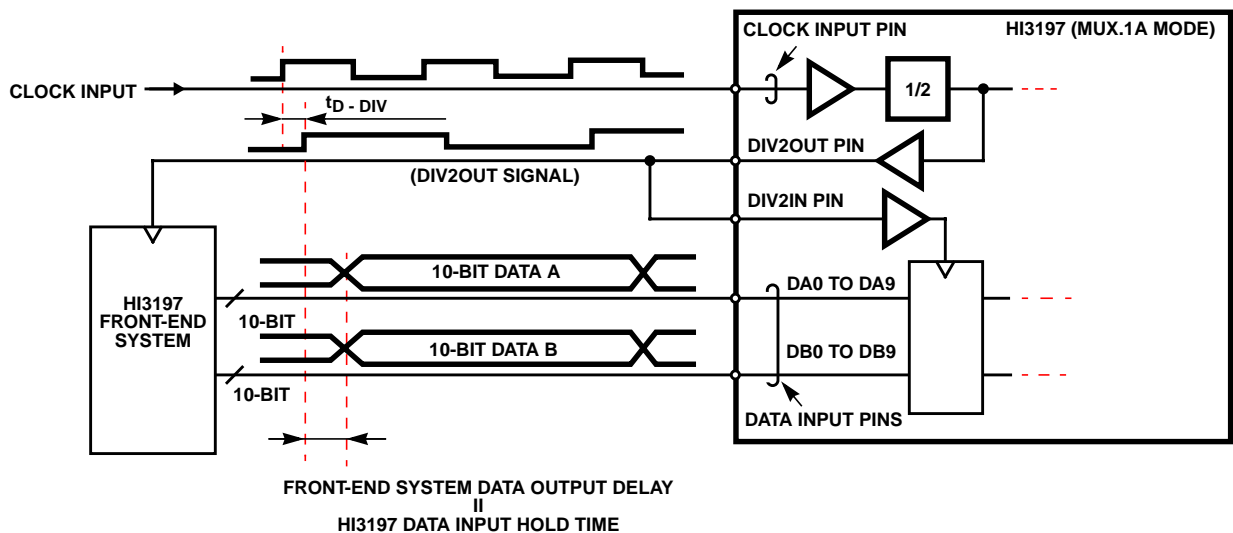 CLOCK INPUT PIN
HI3197 (MUX.1A MODE)
CLOCK INPUT
1/2
tD - DIV
DIV2OUT PIN
(DIV2OUT SIGNAL)
DIV2IN PIN
10-BIT DATA A
DA0 TO DA9
HI3197
FRONT-END
SYSTEM
10-BIT
10-BIT DATA B
DB0 TO DB9
10-BIT
DATA INPUT PINS
FRONT-END SYSTEM DATA OUTPUT DELAY
II
HI3197 DATA INPUT HOLD TIME